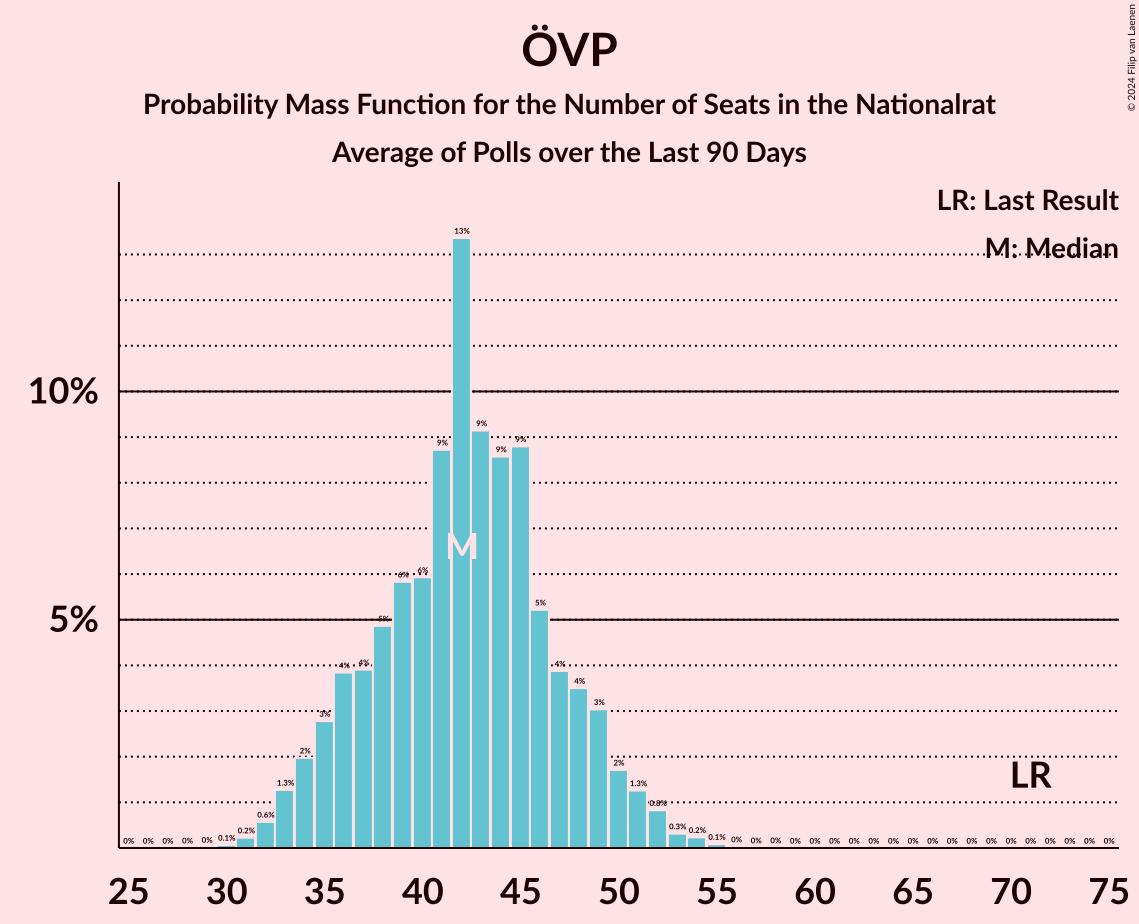 ÖVP
Probability Mass Function for the Number of Seats in the Nationalrat
Average of Polls over the Last 90 Days
© 2024 Filip van Laenen
LR: Last Result
M: Median
13%
10%
9% 9% 9% 9%
M
6% 6%
5% 5% 5%
4% 4% 4% 4%
3% 3%
2% 2%
LR
1.3% 1.3%
0.6% 0.8%
0% 0% 0% 0% 0% 0.1% 0.2% 0.3% 0.2% 0.1% 0% 0% 0% 0% 0% 0% 0% 0% 0% 0% 0% 0% 0% 0% 0% 0% 0% 0% 0% 0%
25 30 35 40 45 50 55 60 65 70 75